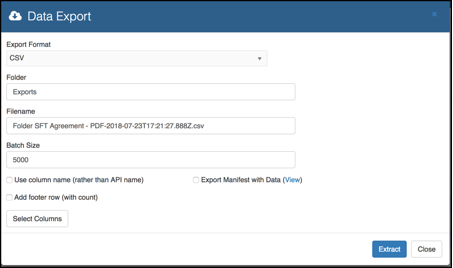 Data Export
×
Export Format
CSV
Folder
Exports
Filename
Folder SFT Agreement - PDF-2018-07-23T17:21:27.888Z.csv
Batch Size
5000
Use column name (rather than API name)
Export Manifest with Data (View)
Add footer row (with count)
Select Columns
Extract
Close